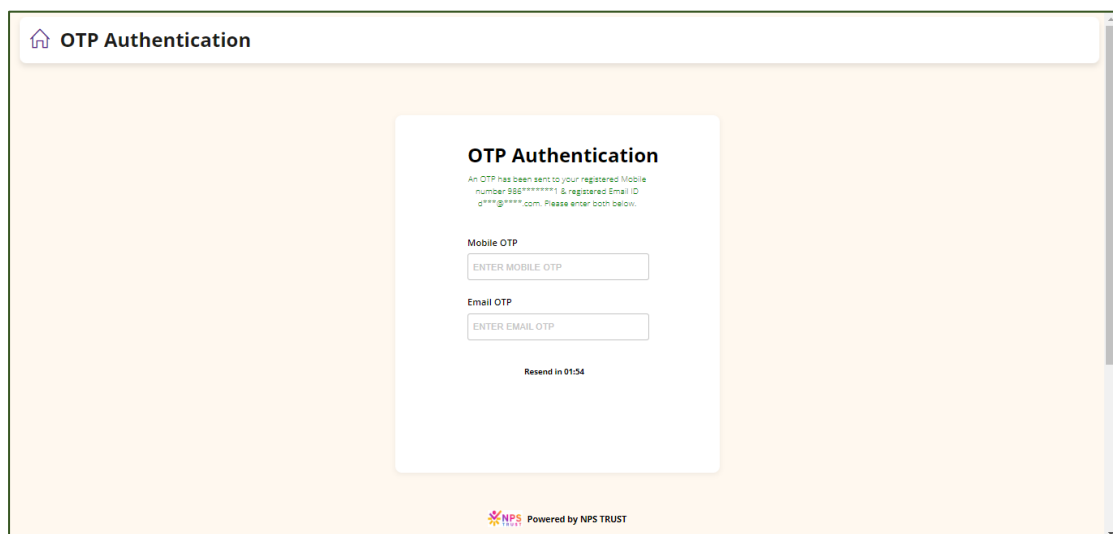 OTP Authentication
OTP Authentication
An OTP has been sent to your registered Mobile
number 986*******1 & registered Email ID
d***@****.com. Please enter both below.
Mobile OTP
ENTER MOBILE OTP
Email OTP
ENTER EMAIL OTP
Resend in 01:54
NPS
TRUST
Powered by NPS TRUST